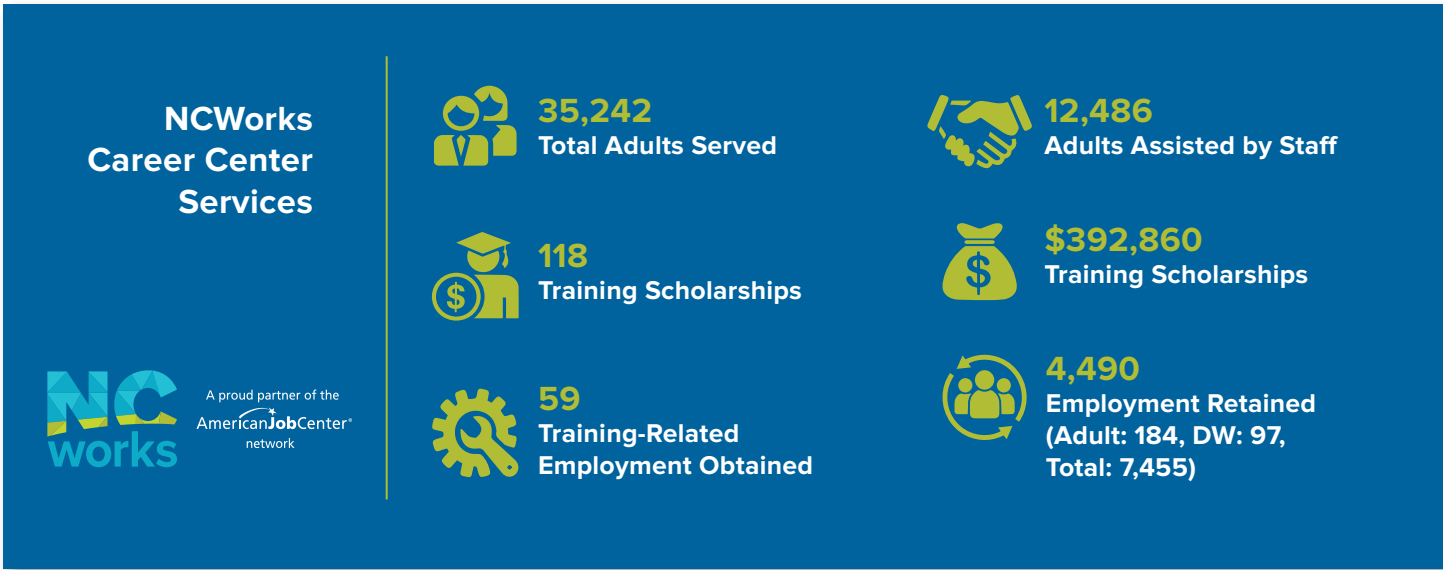 NCWorks
Career Center
Services
NC
works
A proud partner of the
AmericanJobCenter®
network
35,242
Total Adults Served
12,486
Adults Assisted by Staff
$
118
Training Scholarships
$
$392,860
Training Scholarships
59
Training-Related
Employment Obtained
4,490
Employment Retained
(Adult: 184, DW: 97,
Total: 7,455)